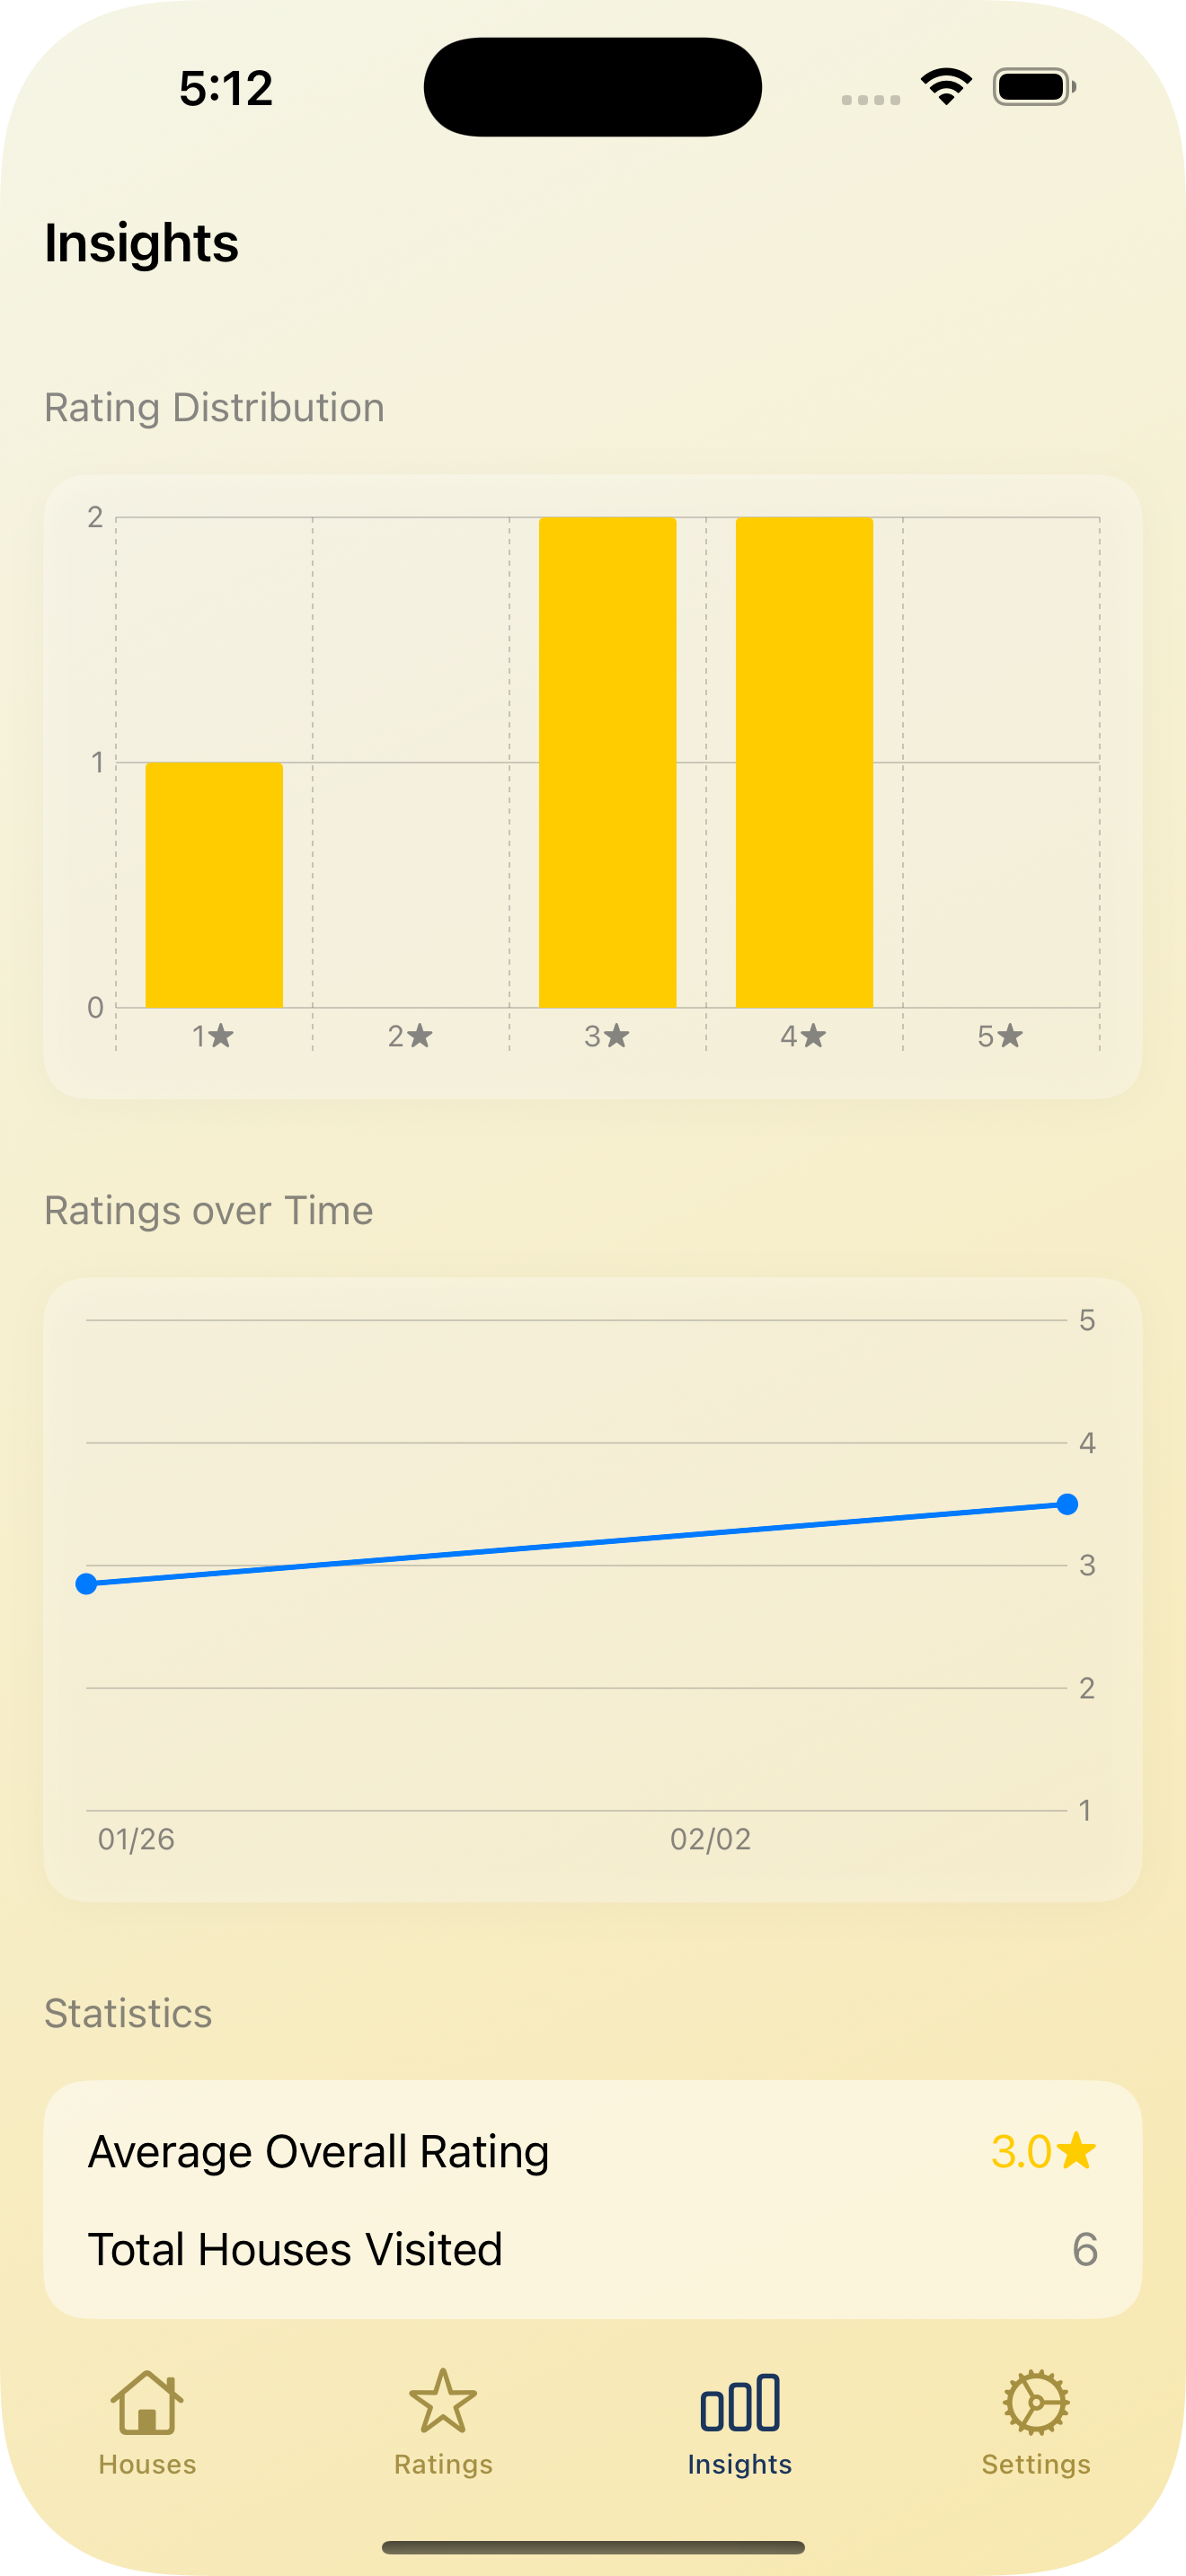 5:12
Insights
Rating Distribution
2
1
0
1★ 2★ 3★ 4★ 5★
Ratings over Time
5
4
3
2
1
01/26 02/02
Statistics
Average Overall Rating 3.0★
Total Houses Visited 6
Houses Ratings Insights Settings